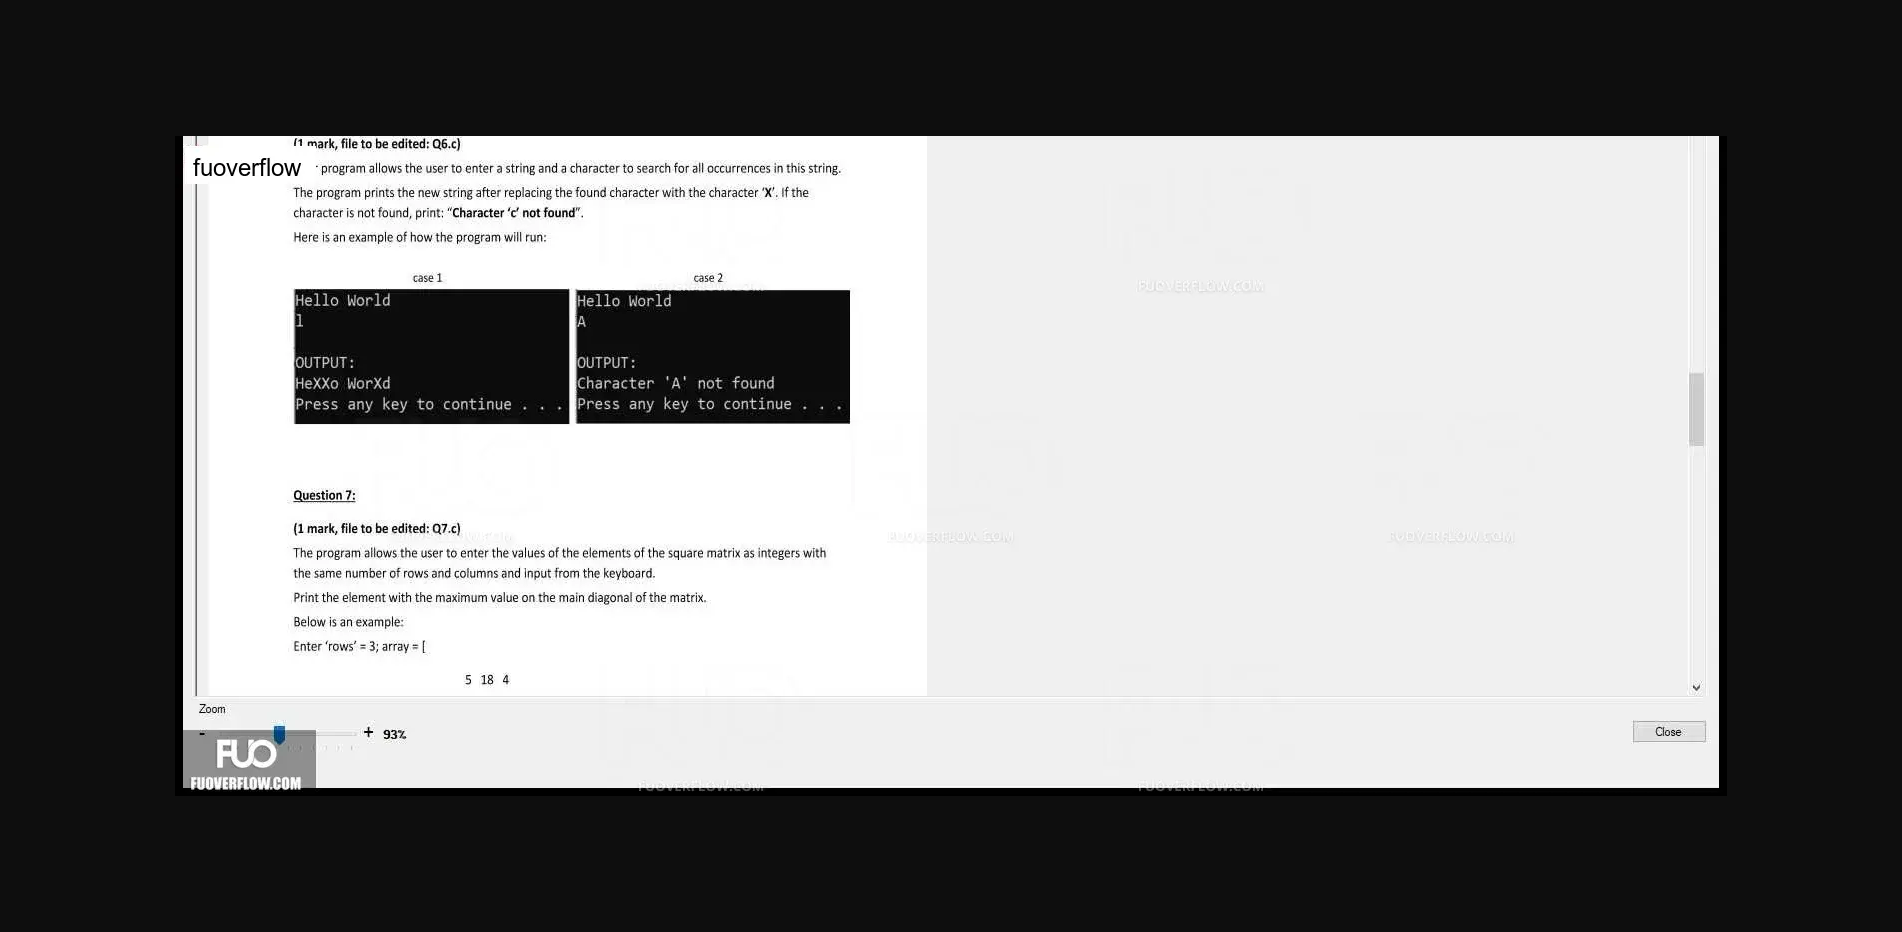 (1 mark, file to be edited: Q6.c)
fuoverflow
program allows the user to enter a string and a character to search for all occurrences in this string.
The program prints the new string after replacing the found character with the character ‘X’. If the
character is not found, print: “Character ‘c’ not found”.
Here is an example of how the program will run:
case 1
case 2
Hello World
l
OUTPUT:
HeXXo WorXd
Press any key to continue . . .
Hello World
A
OUTPUT:
Character 'A' not found
Press any key to continue . . .
FUOVERFLOW.COM
Question 7:
(1 mark, file to be edited: Q7.c)
FUOVERFLOW.COM
FUOVERFLOW.COM
The program allows the user to enter the values of the elements of the square matrix as integers with
the same number of rows and columns and input from the keyboard.
Print the element with the maximum value on the main diagonal of the matrix.
Below is an example:
Enter ‘rows’ = 3; array = [
5 18 4
Zoom
- + 93%
Close
FUO
FUOVERFLOW.COM
FUOVERFLOW.COM
FUOVERFLOW.COM